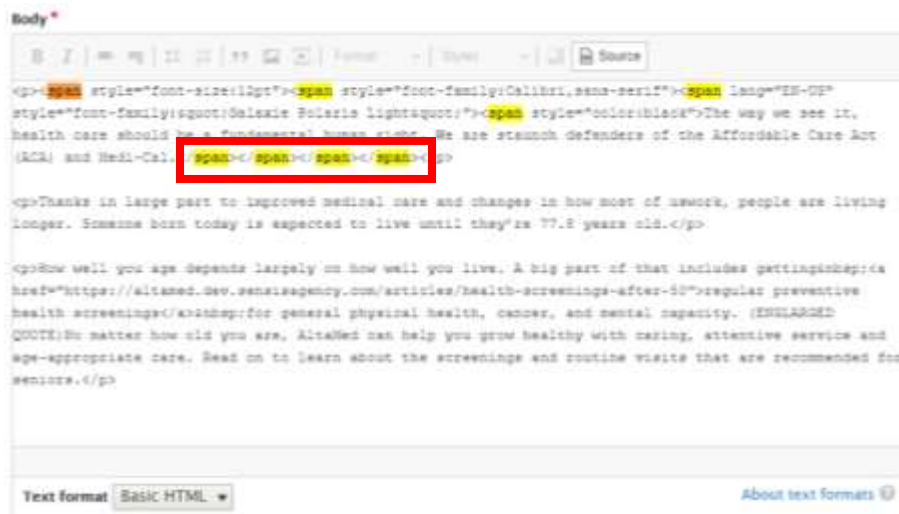 Body *
B I Format Styles Source
<p><span style="font-size:12pt"><span style="font-family:Calibri,sans-serif"><span lang="EN-US"
style="font-family:&quot;Galaxie Polaris Light&quot;"><span style="color:black">The way we see it,
health care should be a fundamental human right. We are staunch defenders of the Affordable Care Act
(ACA) and Medi-Cal.</span></span></span></span></p>
<p>Thanks in large part to improved medical care and changes in how most of us work, people are living
longer. Someone born today is expected to live until they're 77.8 years old.</p>
<p>How well you age depends largely on how well you live. A big part of that includes getting&nbsp;<a
href="https://altamed.dev.sensisagency.com/articles/health-screenings-after-50">regular preventive
health screenings</a>&nbsp;for general physical health, cancer, and mental capacity. (ENLARGED
QUOTE)No matter how old you are, AltaMed can help you grow healthy with caring, attentive service and
age-appropriate care. Read on to learn about the screenings and routine visits that are recommended for
seniors.</p>
Text format Basic HTML About text formats